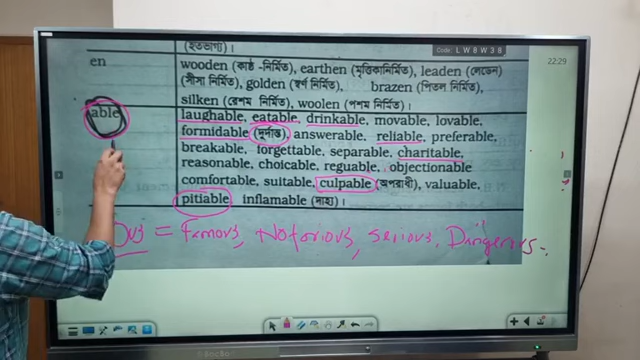 (হতভাগ্য)।
Code: L W 8 W 3 8
22:29
en
wooden (কাষ্ঠ -নির্মিত), earthen (মৃত্তিকানির্মিত), leaden (লেডেন)
(সীসা নির্মিত), golden (স্বর্ণ নির্মিত), brazen (পিতল নির্মিত),
silken (রেশম নির্মিত), woolen (পশম নির্মিত)।
able
laughable, eatable, drinkable, movable, lovable,
formidable (দূর্দান্ত), answerable, reliable, preferable,
breakable, forgettable, separable, charitable,
reasonable, choicable, reguable, objectionable
comfortable, suitable, culpable (অপরাধী), valuable,
pitiable inflamable (দাহ্য)।
Ous = Famous, Notorious, Serious, Dangerous